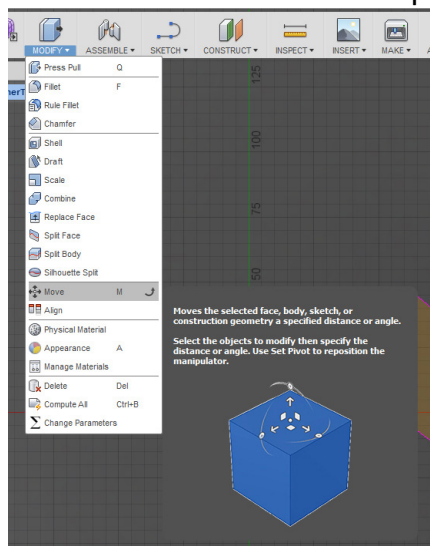 MODIFY ▾ ASSEMBLE ▾ SKETCH ▾ CONSTRUCT ▾ INSPECT ▾ INSERT ▾ MAKE ▾
nerT
Press Pull Q
Fillet F
Rule Fillet
Chamfer
Shell
Draft
Scale
Combine
Replace Face
Split Face
Split Body
Silhouette Split
Move M
Align
Physical Material
Appearance A
Manage Materials
Delete Del
Compute All Ctrl+B
Change Parameters
125
100
75
50
Moves the selected face, body, sketch, or
construction geometry a specified distance or angle.
Select the objects to modify then specify the
distance or angle. Use Set Pivot to reposition the
manipulator.